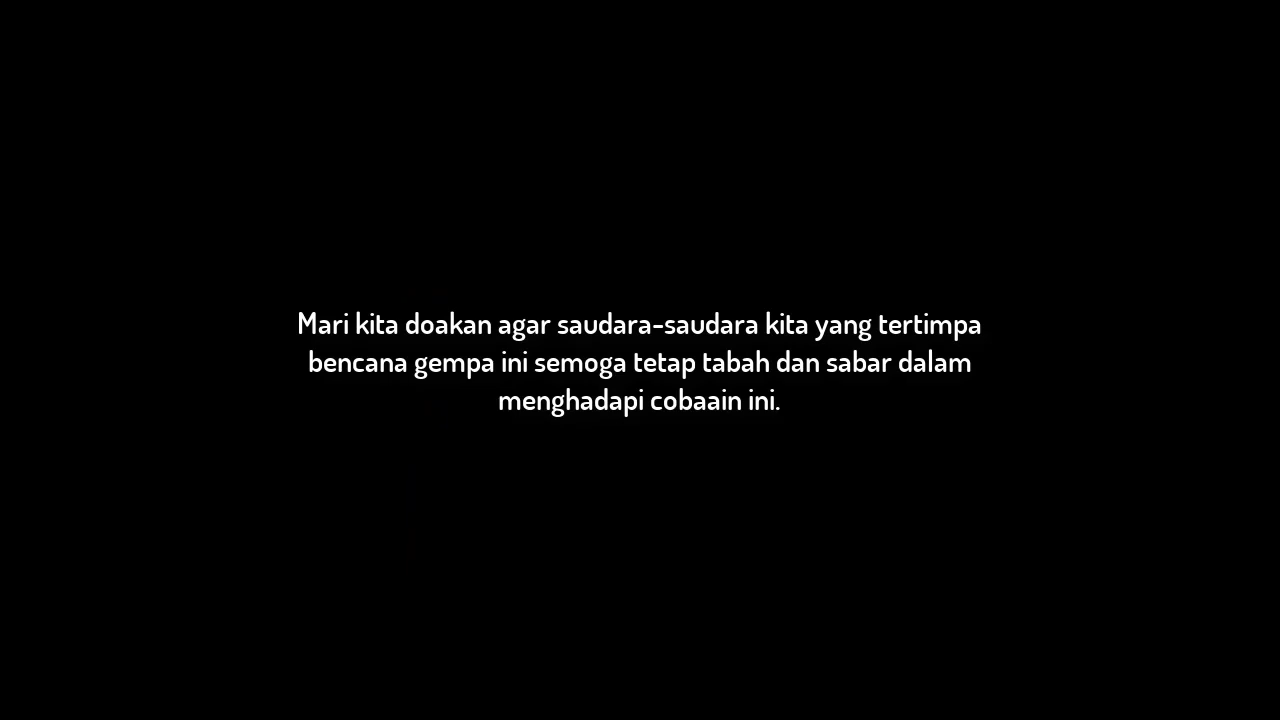 Mari kita doakan agar saudara-saudara kita yang tertimpa
bencana gempa ini semoga tetap tabah dan sabar dalam
menghadapi cobaain ini.